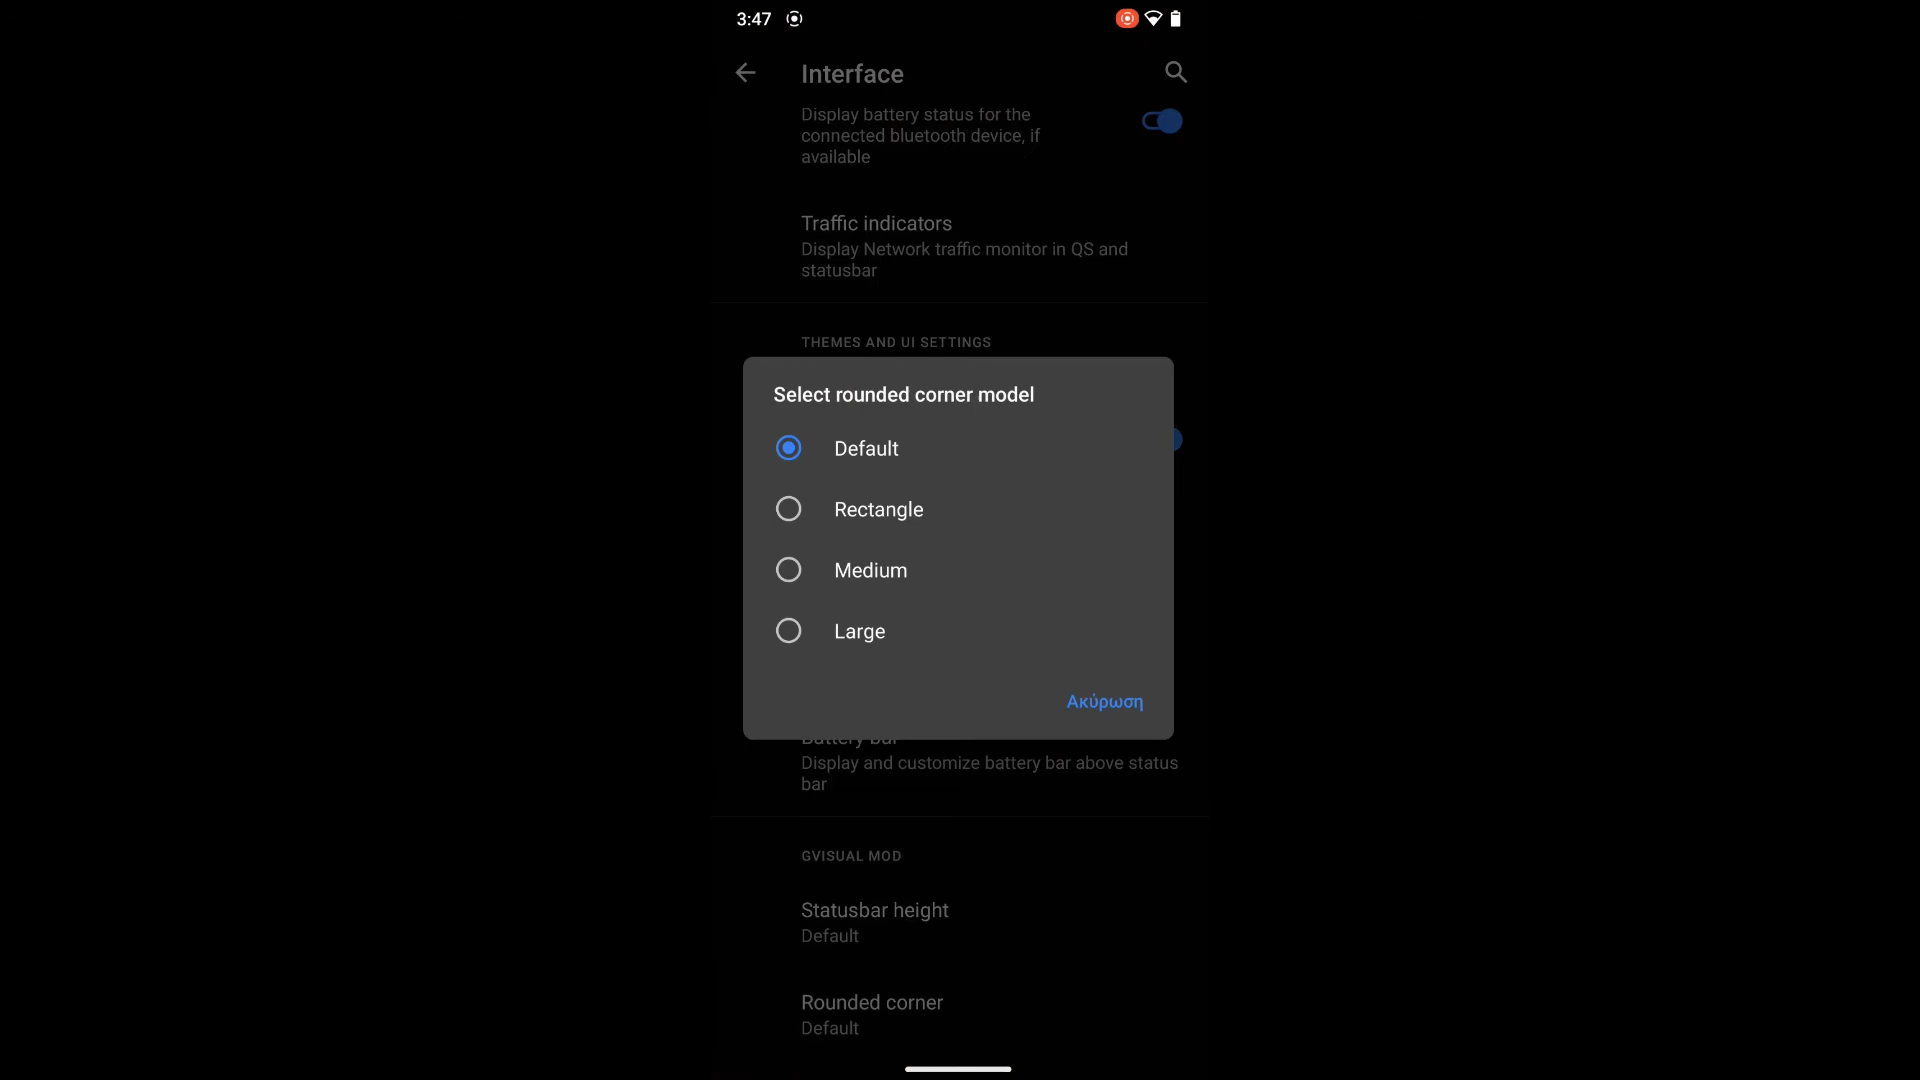 3:47
Interface
Display battery status for the
connected bluetooth device, if
available
Traffic indicators
Display Network traffic monitor in QS and
statusbar
THEMES AND UI SETTINGS
Select rounded corner model
Default
Rectangle
Medium
Large
Ακύρωση
Battery bar
Display and customize battery bar above status
bar
GVISUAL MOD
Statusbar height
Default
Rounded corner
Default